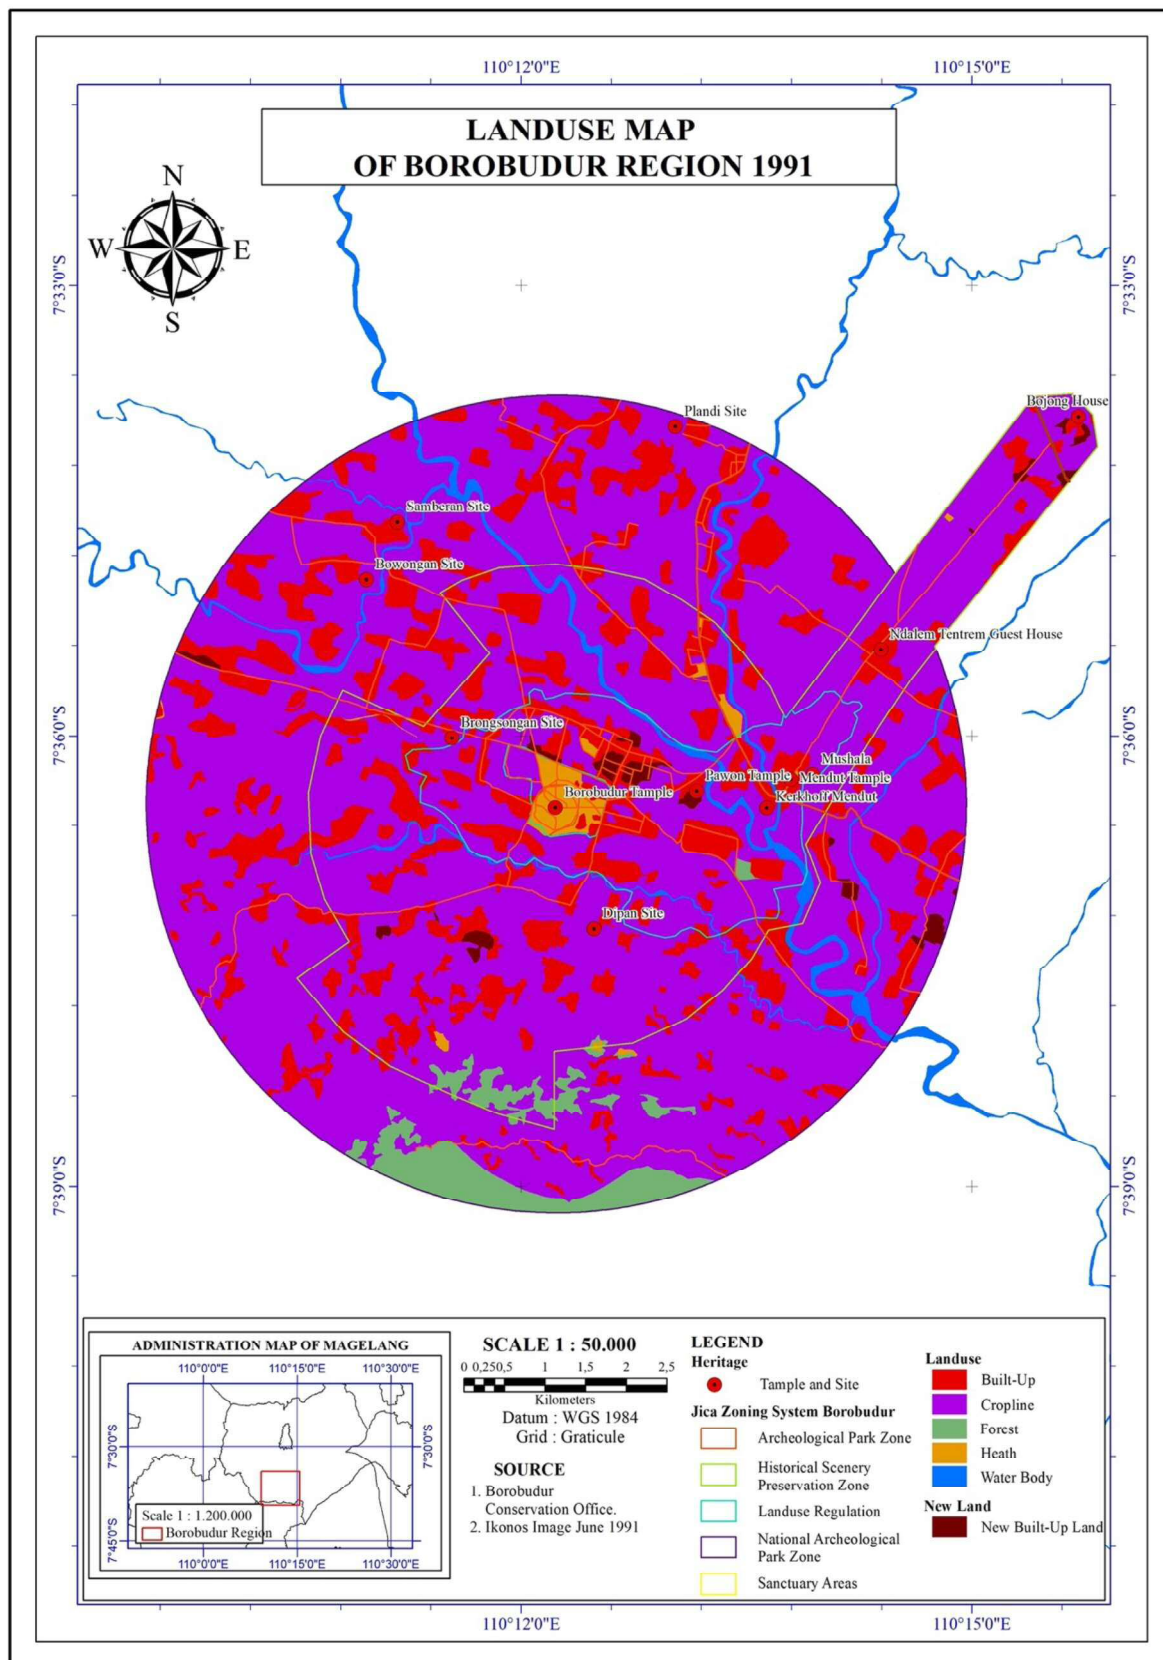 110°12'0"E
110°15'0"E
LANDUSE MAP
OF BOROBUDUR REGION 1991
N
W
E
S
7°33'0"S
7°33'0"S
Plandi Site
Bojong House
Samberan Site
Bowongan Site
Ndalem Tentrem Guest House
7°36'0"S
7°36'0"S
Brongsongan Site
Mushala
Pawon Tample
Mendut Tample
Borobudur Tample
Kerkhoff Mendut
Dipan Site
7°39'0"S
7°39'0"S
ADMINISTRATION MAP OF MAGELANG
110°0'0"E
110°15'0"E
110°30'0"E
7°30'0"S
7°30'0"S
7°45'0"S
7°45'0"S
Scale 1 : 1.200.000
Borobudur Region
110°0'0"E
110°15'0"E
110°30'0"E
SCALE 1 : 50.000
0 0,25 0,5 1 1,5 2 2,5
Kilometers
Datum : WGS 1984
Grid : Graticule
SOURCE
1. Borobudur
Conservation Office.
2. Ikonos Image June 1991
LEGEND
Heritage
Tample and Site
Jica Zoning System Borobudur
Archeological Park Zone
Historical Scenery
Preservation Zone
Landuse Regulation
National Archeological
Park Zone
Sanctuary Areas
Landuse
Built-Up
Cropline
Forest
Heath
Water Body
New Land
New Built-Up Land
110°12'0"E
110°15'0"E